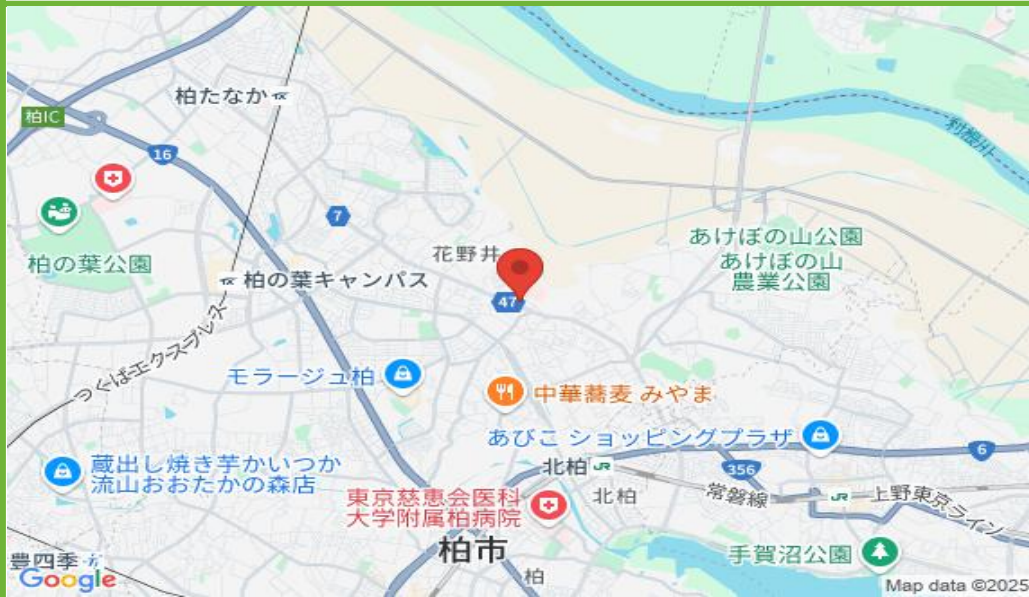 柏たなか
柏IC
16
7
利根川
あけぼの山公園
あけぼの山
農業公園
花野井
柏の葉公園
柏の葉キャンパス
47
つくばエクスプレス
モラージュ柏
中華蕎麦 みやま
あびこ ショッピングプラザ
6
蔵出し焼き芋かいつか
流山おおたかの森店
北柏
JR
356
常磐線
JR
上野東京ライン
東京慈恵会医科
大学附属柏病院
北柏
柏市
手賀沼公園
豊四季
柏
Google
Map data ©2025